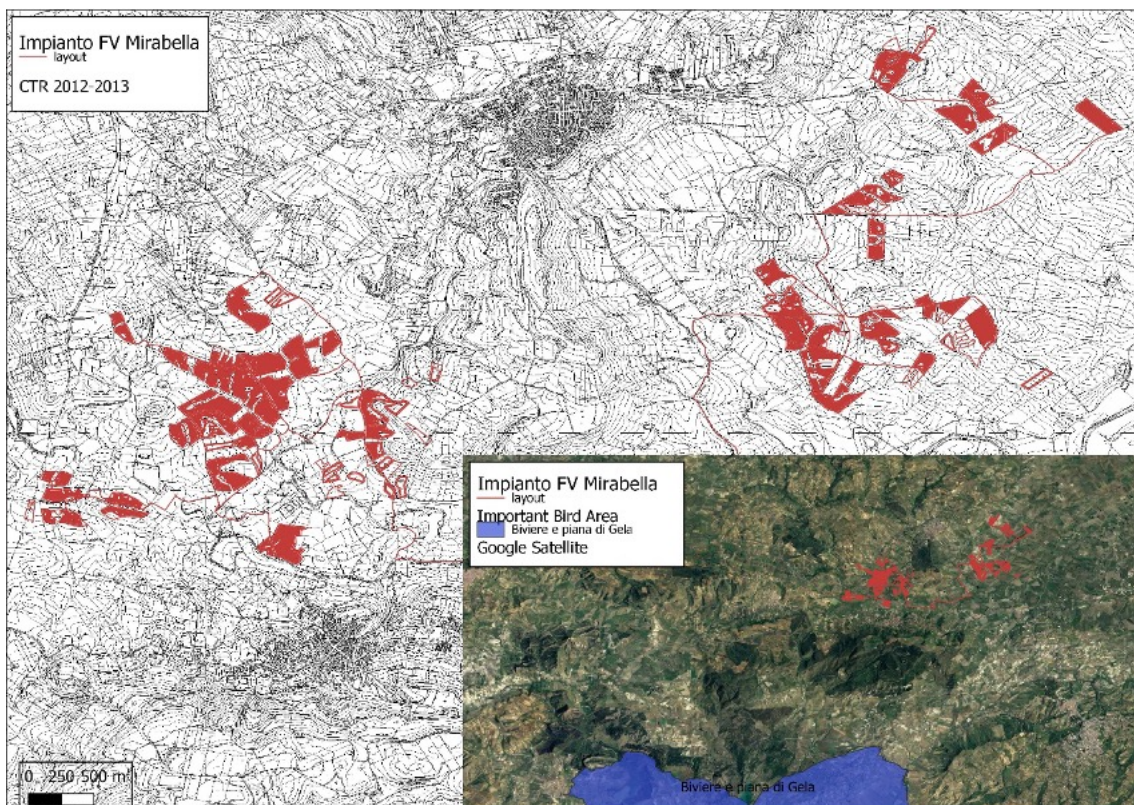 Impianto FV Mirabella
layout
CTR 2012-2013
Impianto FV Mirabella
layout
Important Bird Area
Biviere e piana di Gela
Google Satellite
Biviere e piana di Gela
0 250 500 m